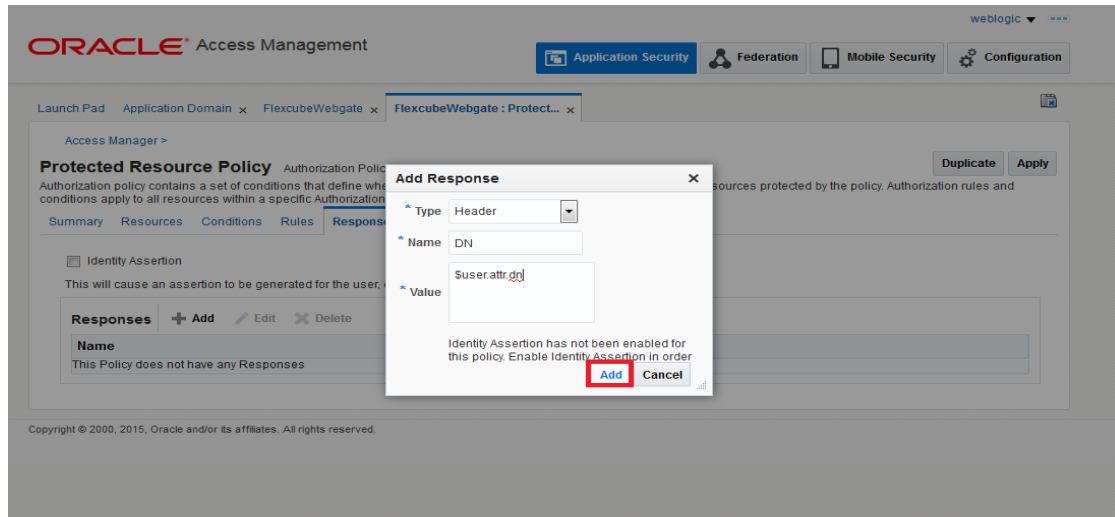 weblogic
ORACLE Access Management
Application Security
Federation
Mobile Security
Configuration
Launch Pad
Application Domain
FlexcubeWebgate
FlexcubeWebgate : Protect...
Access Manager >
Protected Resource Policy Authorization Polic
Duplicate
Apply
Authorization policy contains a set of conditions that define whe
sources protected by the policy. Authorization rules and
conditions apply to all resources within a specific Authorization
Summary
Resources
Conditions
Rules
Respons
Identity Assertion
This will cause an assertion to be generated for the user,
Responses
Add
Edit
Delete
Name
This Policy does not have any Responses
Add Response
* Type Header
* Name DN
* Value $user.attr.dn
Identity Assertion has not been enabled for
this policy. Enable Identity Assertion in order
Add
Cancel
Copyright © 2000, 2015, Oracle and/or its affiliates. All rights reserved.